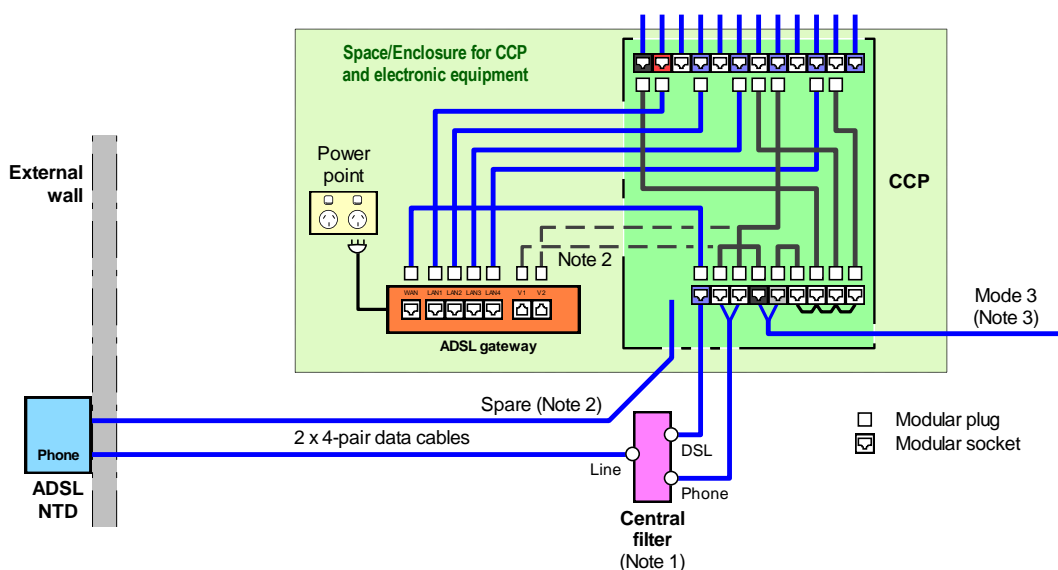 Space/Enclosure for CCP
and electronic equipment
External
wall
Power
point
CCP
Note 2
WAN LAN1 LAN2 LAN3 LAN4 V1 V2
ADSL gateway
Mode 3
(Note 3)
Spare (Note 2)
2 x 4-pair data cables
Phone
ADSL
NTD
Line
DSL
Phone
Central
filter
(Note 1)
Modular plug
Modular socket